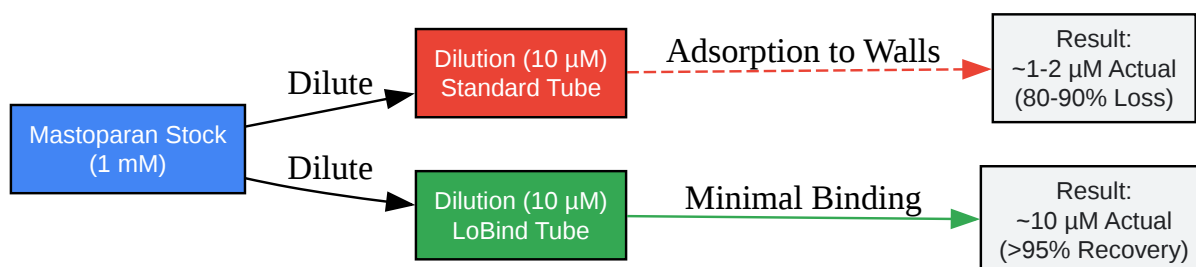 Mastoparan Stock
(1 mM)
Dilute
Dilution (10 µM)
Standard Tube
Adsorption to Walls
Result:
~1-2 µM Actual
(80-90% Loss)
Dilute
Dilution (10 µM)
LoBind Tube
Minimal Binding
Result:
~10 µM Actual
(>95% Recovery)